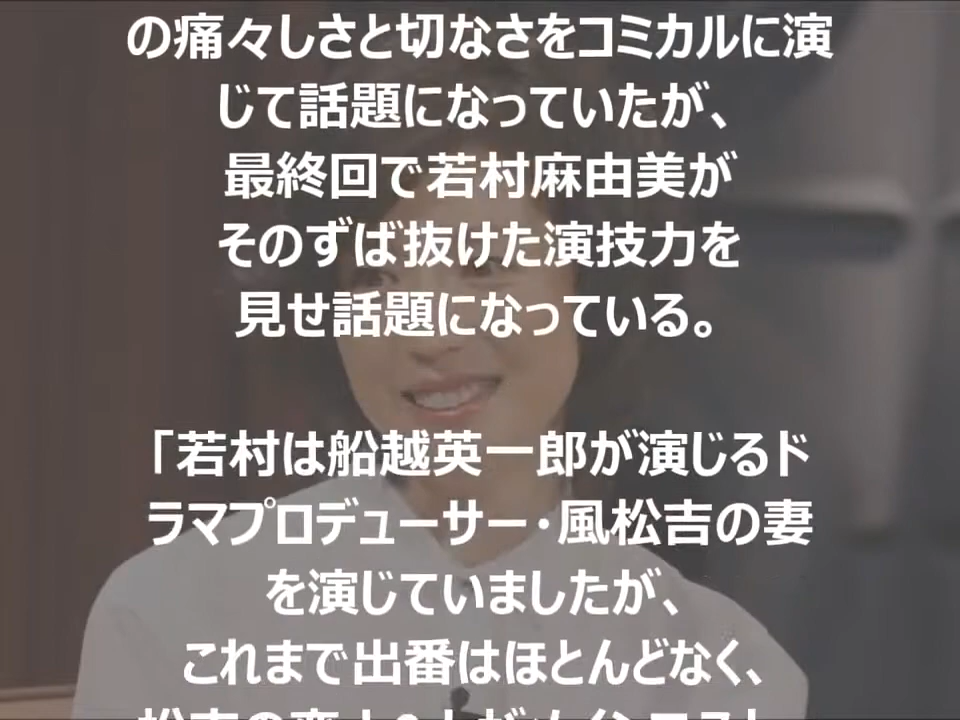 の痛々しさと切なさをコミカルに演
じて話題になっていたが、
最終回で若村麻由美が
そのずば抜けた演技力を
見せ話題になっている。
「若村は船越英一郎が演じるド
ラマプロデューサー・風松吉の妻
を演じていましたが、
これまで出番はほとんどなく、